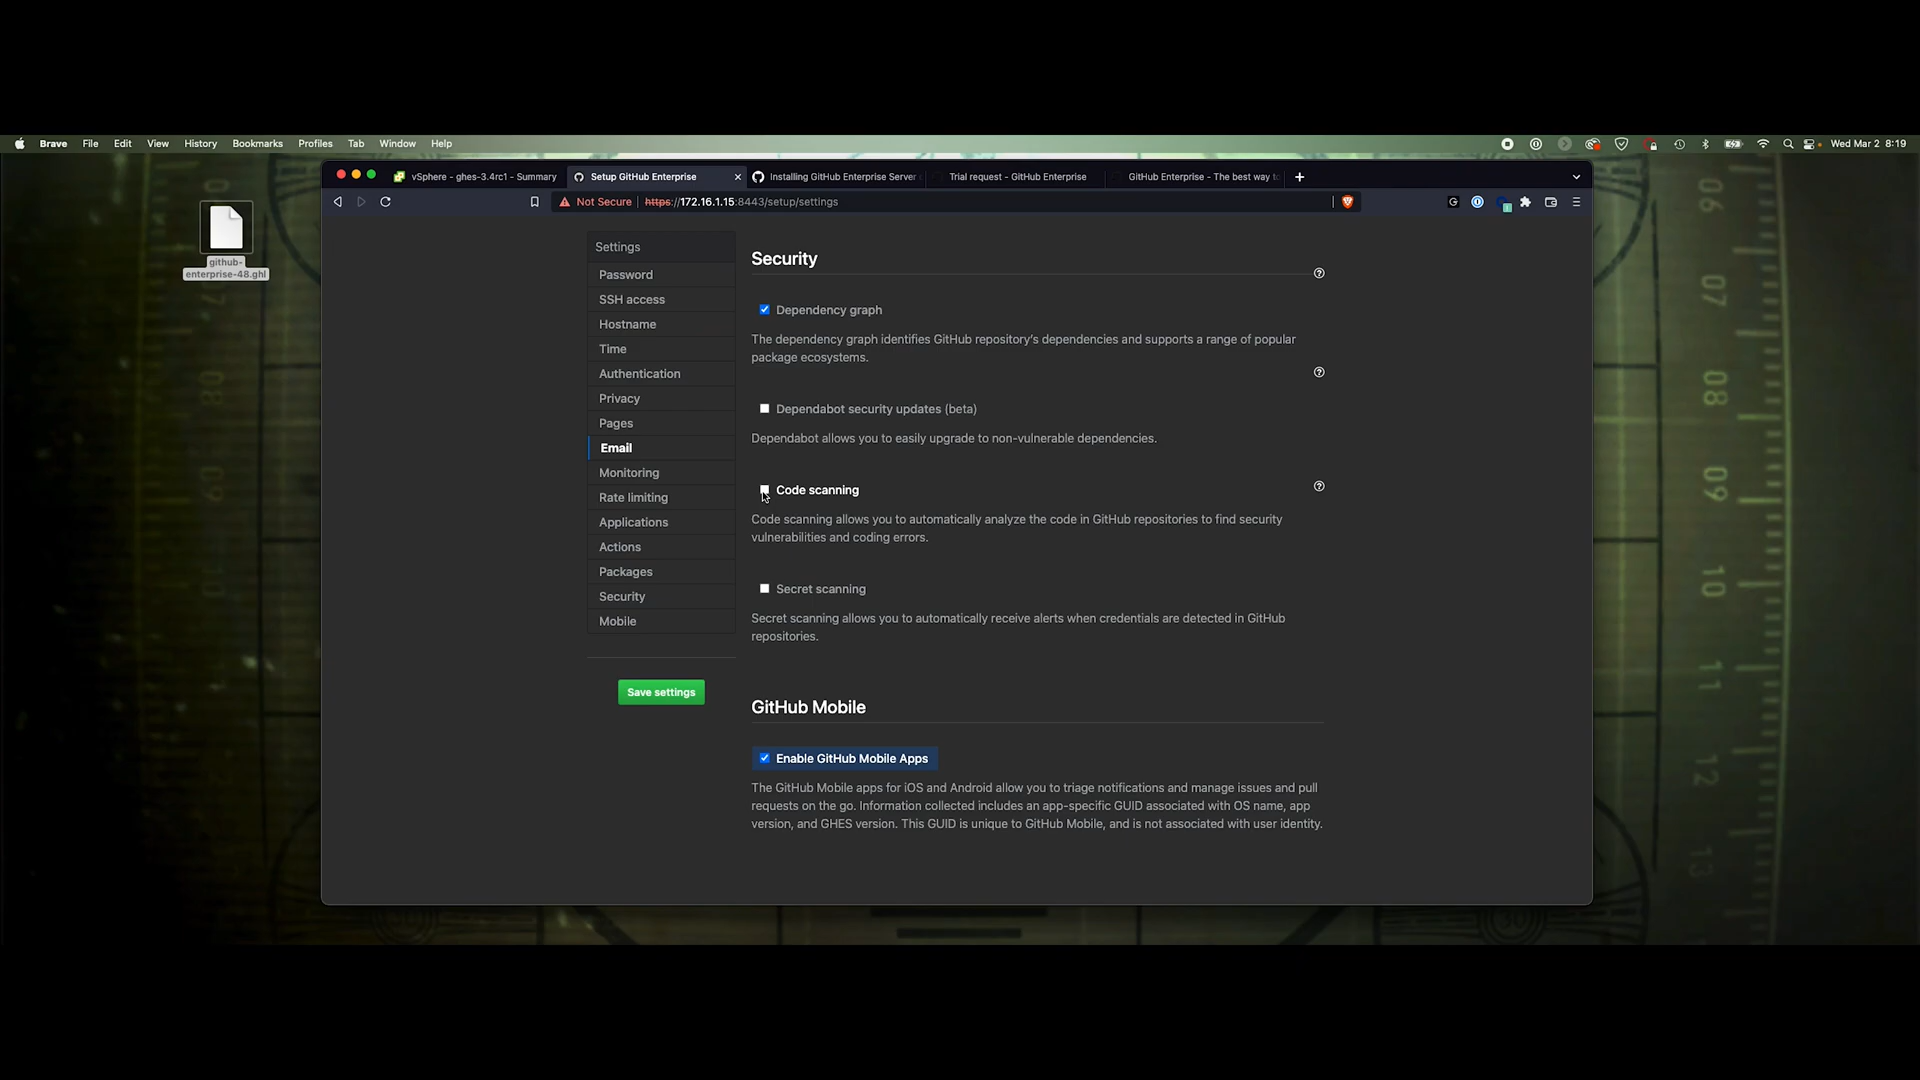 Brave File Edit View History Bookmarks Profiles Tab Window Help Wed Mar 2 8:19
vSphere - ghes-3.4rc1 - Summary Setup GitHub Enterprise Installing GitHub Enterprise Server Trial request - GitHub Enterprise GitHub Enterprise - The best way to
Not Secure https://172.16.1.15:8443/setup/settings
github-
enterprise-48.ghl
Settings
Password
SSH access
Hostname
Time
Authentication
Privacy
Pages
Email
Monitoring
Rate limiting
Applications
Actions
Packages
Security
Mobile
Save settings
Security
Dependency graph
The dependency graph identifies GitHub repository's dependencies and supports a range of popular
package ecosystems.
Dependabot security updates (beta)
Dependabot allows you to easily upgrade to non-vulnerable dependencies.
Code scanning
Code scanning allows you to automatically analyze the code in GitHub repositories to find security
vulnerabilities and coding errors.
Secret scanning
Secret scanning allows you to automatically receive alerts when credentials are detected in GitHub
repositories.
GitHub Mobile
Enable GitHub Mobile Apps
The GitHub Mobile apps for iOS and Android allow you to triage notifications and manage issues and pull
requests on the go. Information collected includes an app-specific GUID associated with OS name, app
version, and GHES version. This GUID is unique to GitHub Mobile, and is not associated with user identity.
06
07
08
09
10
11
12
13